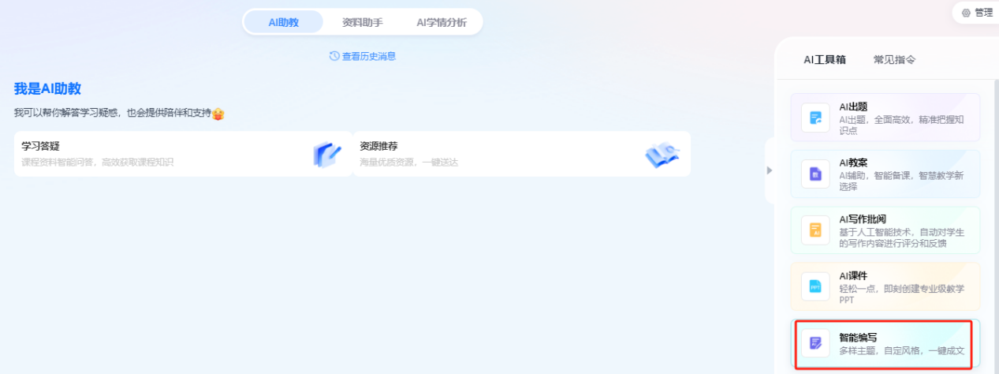 AI助教 资料助手 AI学情分析
管理
查看历史消息
我是AI助教
我可以帮你解答学习疑惑，也会提供陪伴和支持
学习答疑
课程资料智能问答，高效获取课程知识
资源推荐
海量优质资源，一键送达
AI工具箱 常见指令
AI出题
AI出题，全面高效，精准把握知
识点
AI教案
AI辅助，智能备课，智慧教学新
选择
AI写作批阅
基于人工智能技术，自动对学生
的写作内容进行评分和反馈
AI课件
轻松一点，即刻创建专业级教学
PPT
智能编写
多样主题，自定风格，一键成文